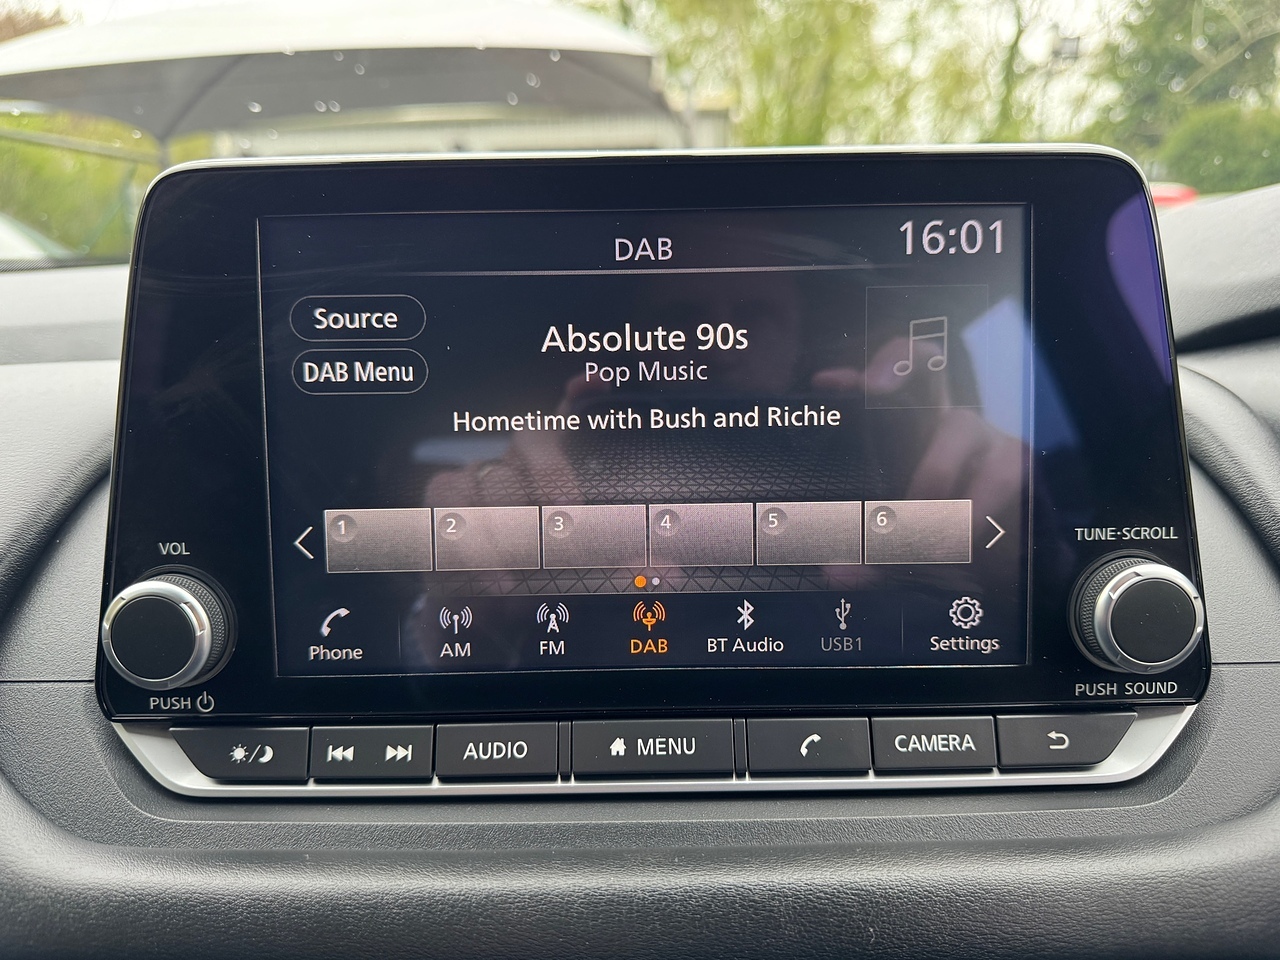 DAB
16:01
Source
DAB Menu
Absolute 90s
Pop Music
Hometime with Bush and Richie
1 2 3 4 5 6
VOL
TUNE·SCROLL
Phone AM FM DAB BT Audio USB1 Settings
PUSH
PUSH SOUND
AUDIO MENU CAMERA